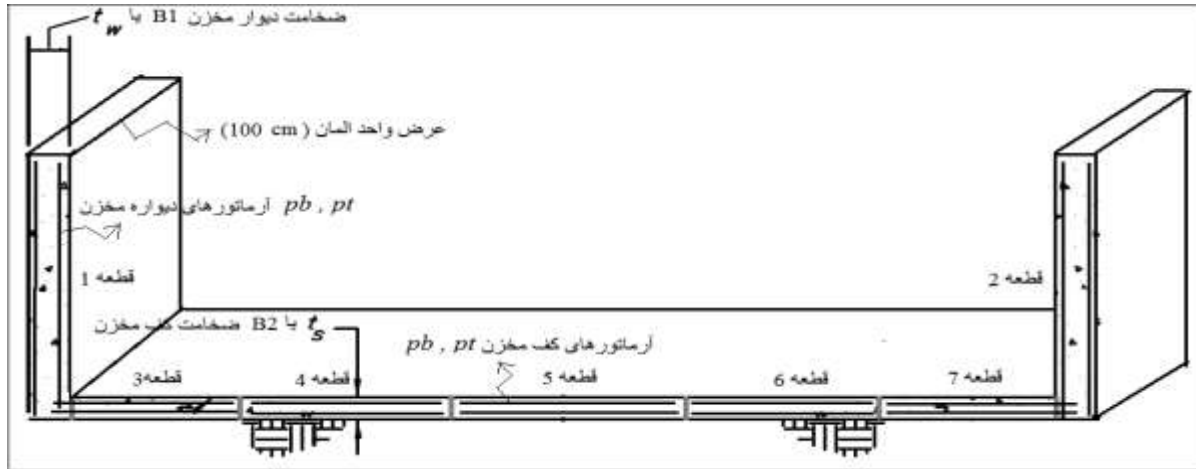 ضخامت دیوار مخزن B1 یا t_w
عرض واحد المان ( 100 cm)
آرماتورهای دیواره مخزن pb , pt
قطعه 1
قطعه 2
ضخامت کف مخزن B2 یا t_s
آرماتورهای کف مخزن pb , pt
قطعه3
قطعه 4
قطعه 5
قطعه 6
قطعه 7